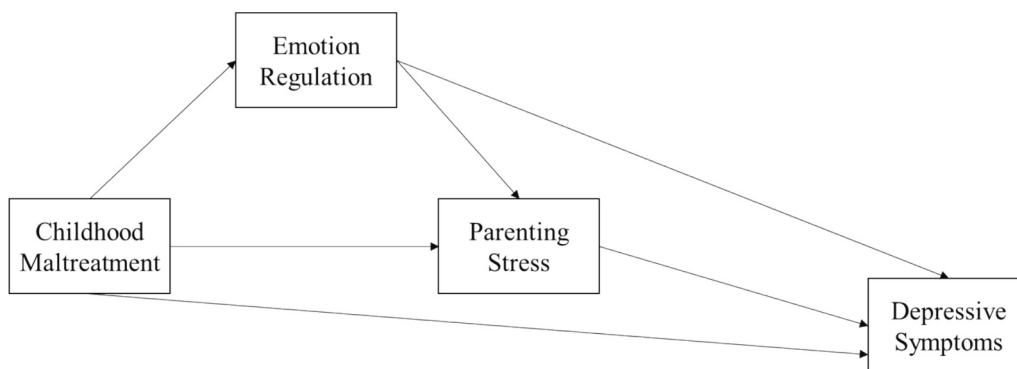 Emotion
Regulation
Childhood
Maltreatment
Parenting
Stress
Depressive
Symptoms